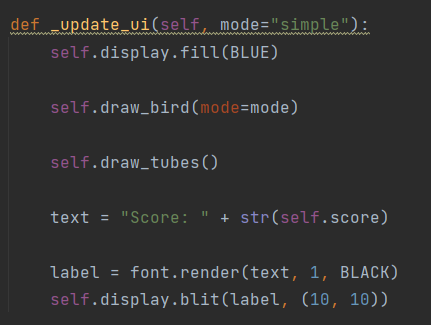 def _update_ui(self, mode="simple"):
    self.display.fill(BLUE)
    self.draw_bird(mode=mode)
    self.draw_tubes()
    text = "Score: " + str(self.score)
    label = font.render(text, 1, BLACK)
    self.display.blit(label, (10, 10))